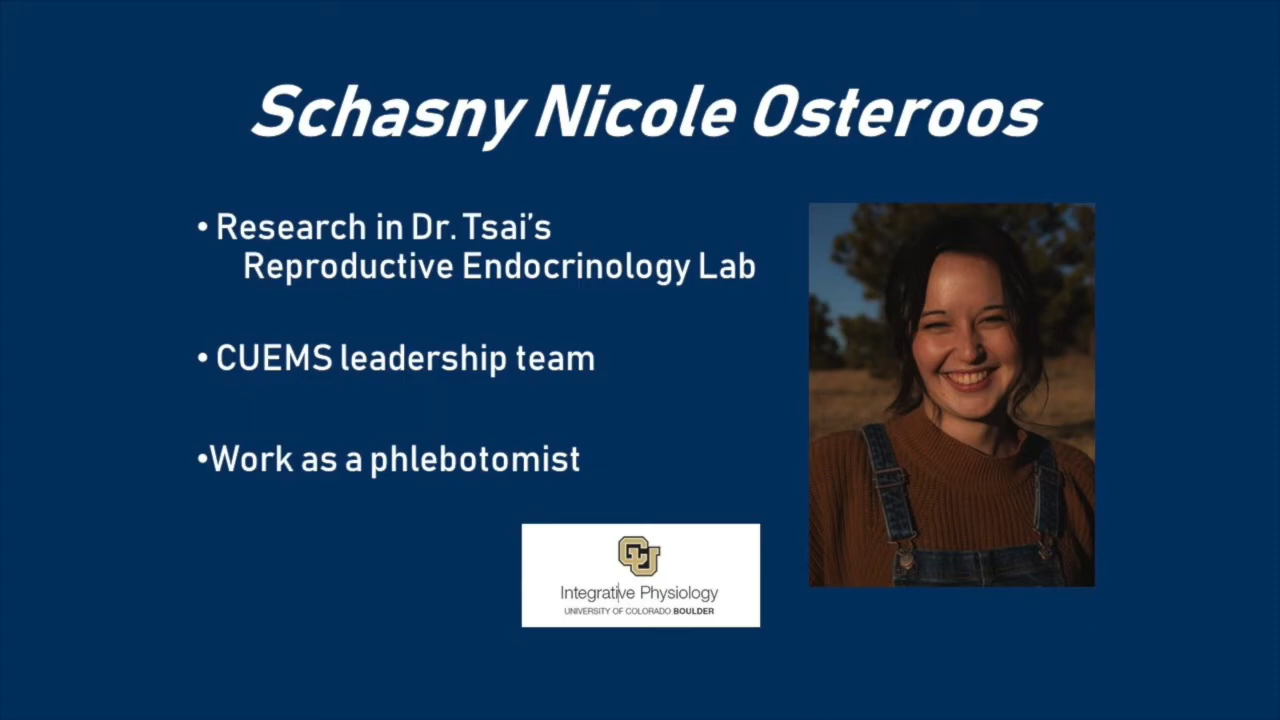 Schasny Nicole Osteroos
• Research in Dr. Tsai's
Reproductive Endocrinology Lab
• CUEMS leadership team
•Work as a phlebotomist
CU
Integrative Physiology
UNIVERSITY OF COLORADO BOULDER